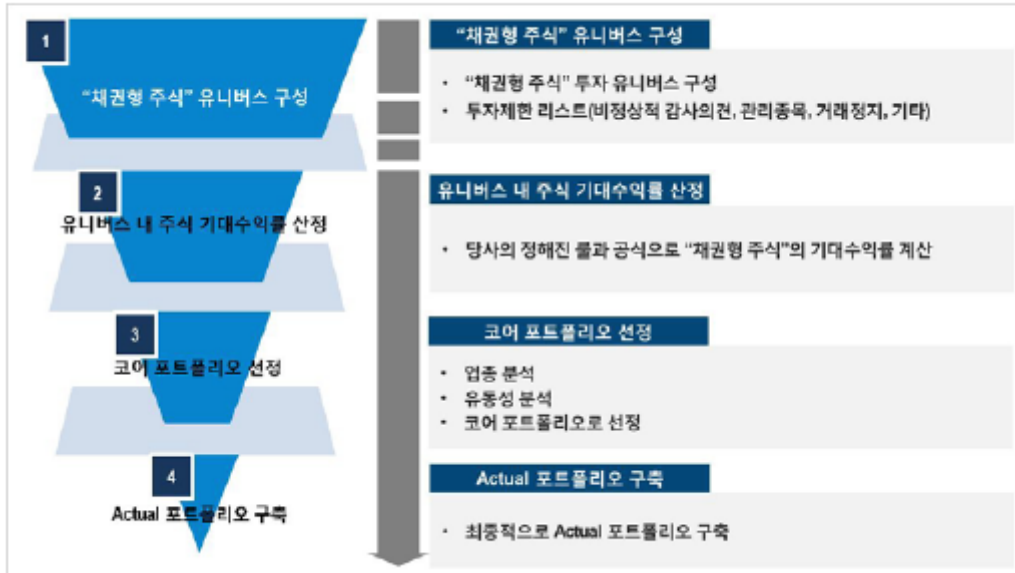 1
“채권형 주식” 유니버스 구성
2
유니버스 내 주식 기대수익률 산정
3
코어 포트폴리오 선정
4
Actual 포트폴리오 구축
“채권형 주식” 유니버스 구성
• “채권형 주식” 투자 유니버스 구성
• 투자제한 리스트(비정상적 감사의견, 관리종목, 거래정지, 기타)
유니버스 내 주식 기대수익률 산정
• 당사의 정해진 룰과 공식으로 “채권형 주식”의 기대수익률 계산
코어 포트폴리오 선정
• 업종 분석
• 유동성 분석
• 코어 포트폴리오로 선정
Actual 포트폴리오 구축
• 최종적으로 Actual 포트폴리오 구축